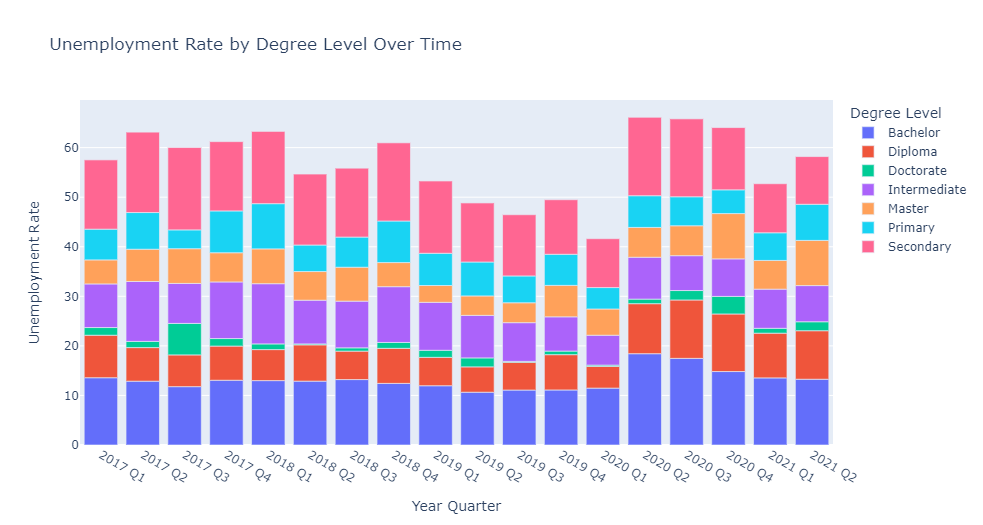 Unemployment Rate by Degree Level Over Time
Degree Level
Bachelor
Diploma
Doctorate
Intermediate
Master
Primary
Secondary
Unemployment Rate
60
50
40
30
20
10
0
2017 Q1
2017 Q2
2017 Q3
2017 Q4
2018 Q1
2018 Q2
2018 Q3
2018 Q4
2019 Q1
2019 Q2
2019 Q3
2019 Q4
2020 Q1
2020 Q2
2020 Q3
2020 Q4
2021 Q1
2021 Q2
Year Quarter